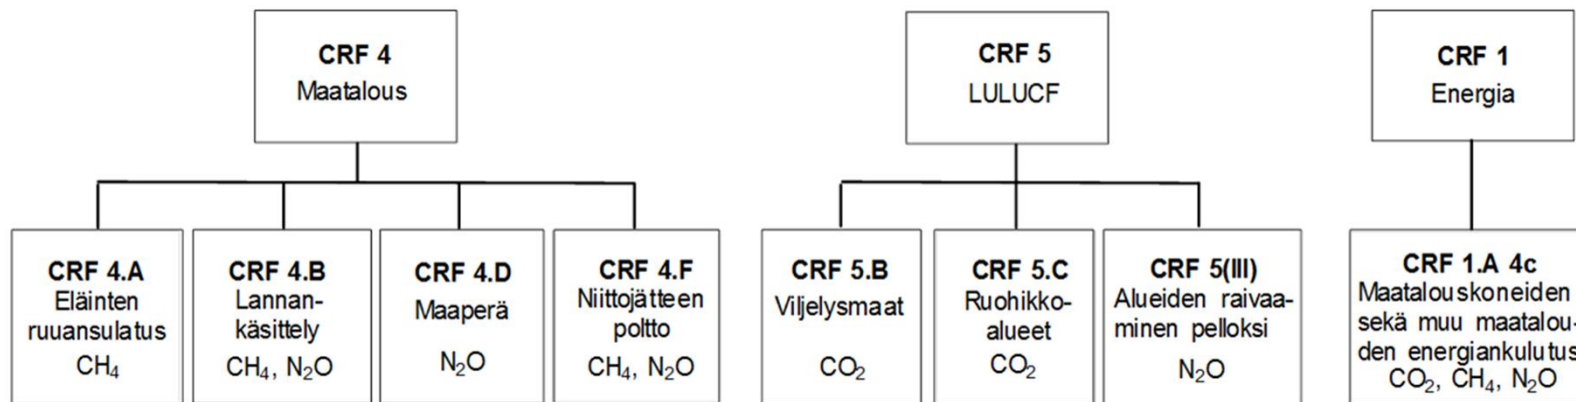 CRF 4
Maatalous
CRF 5
LULUCF
CRF 1
Energia
CRF 4.A
Eläinten
ruuansulatus
CH₄
CRF 4.B
Lannan-
käsittely
CH₄, N₂O
CRF 4.D
Maaperä
N₂O
CRF 4.F
Niittojätteen
poltto
CH₄, N₂O
CRF 5.B
Viljelysmaat
CO₂
CRF 5.C
Ruohikko-
alueet
CO₂
CRF 5(III)
Alueiden raivaa-
minen pelloksi
N₂O
CRF 1.A 4c
Maatalouskoneiden
sekä muu maatalou-
den energiankulutus
CO₂, CH₄, N₂O